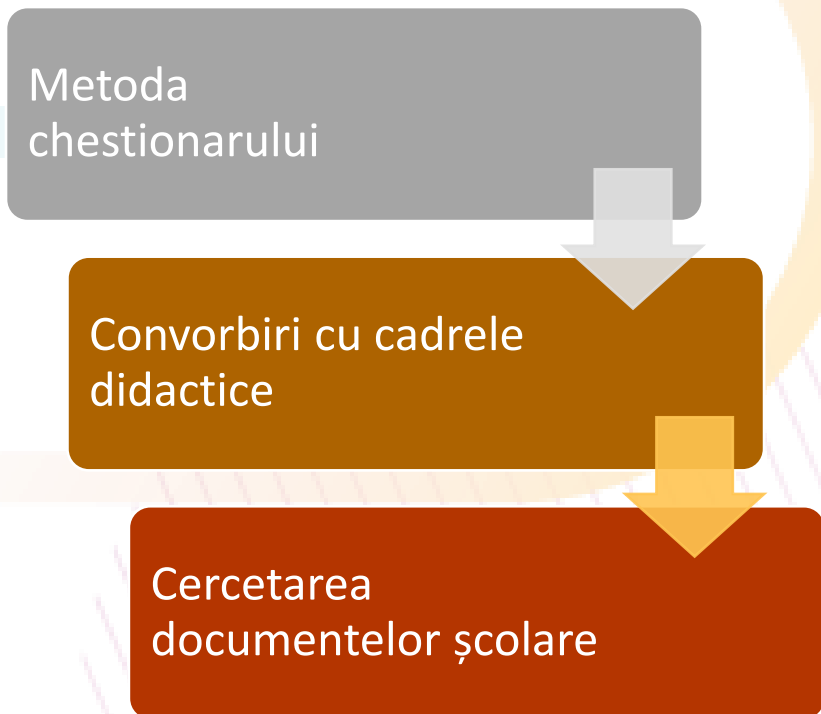 Metoda
chestionarului
Convorbiri cu cadrele
didactice
Cercetarea
documentelor școlare